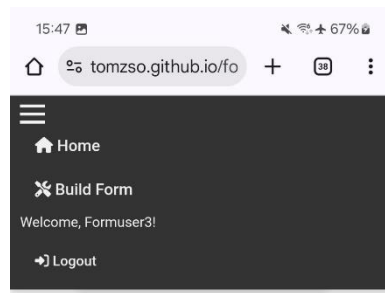 15:47 67%
tomzso.github.io/fo 38
Home
Build Form
Welcome, Formuser3!
Logout